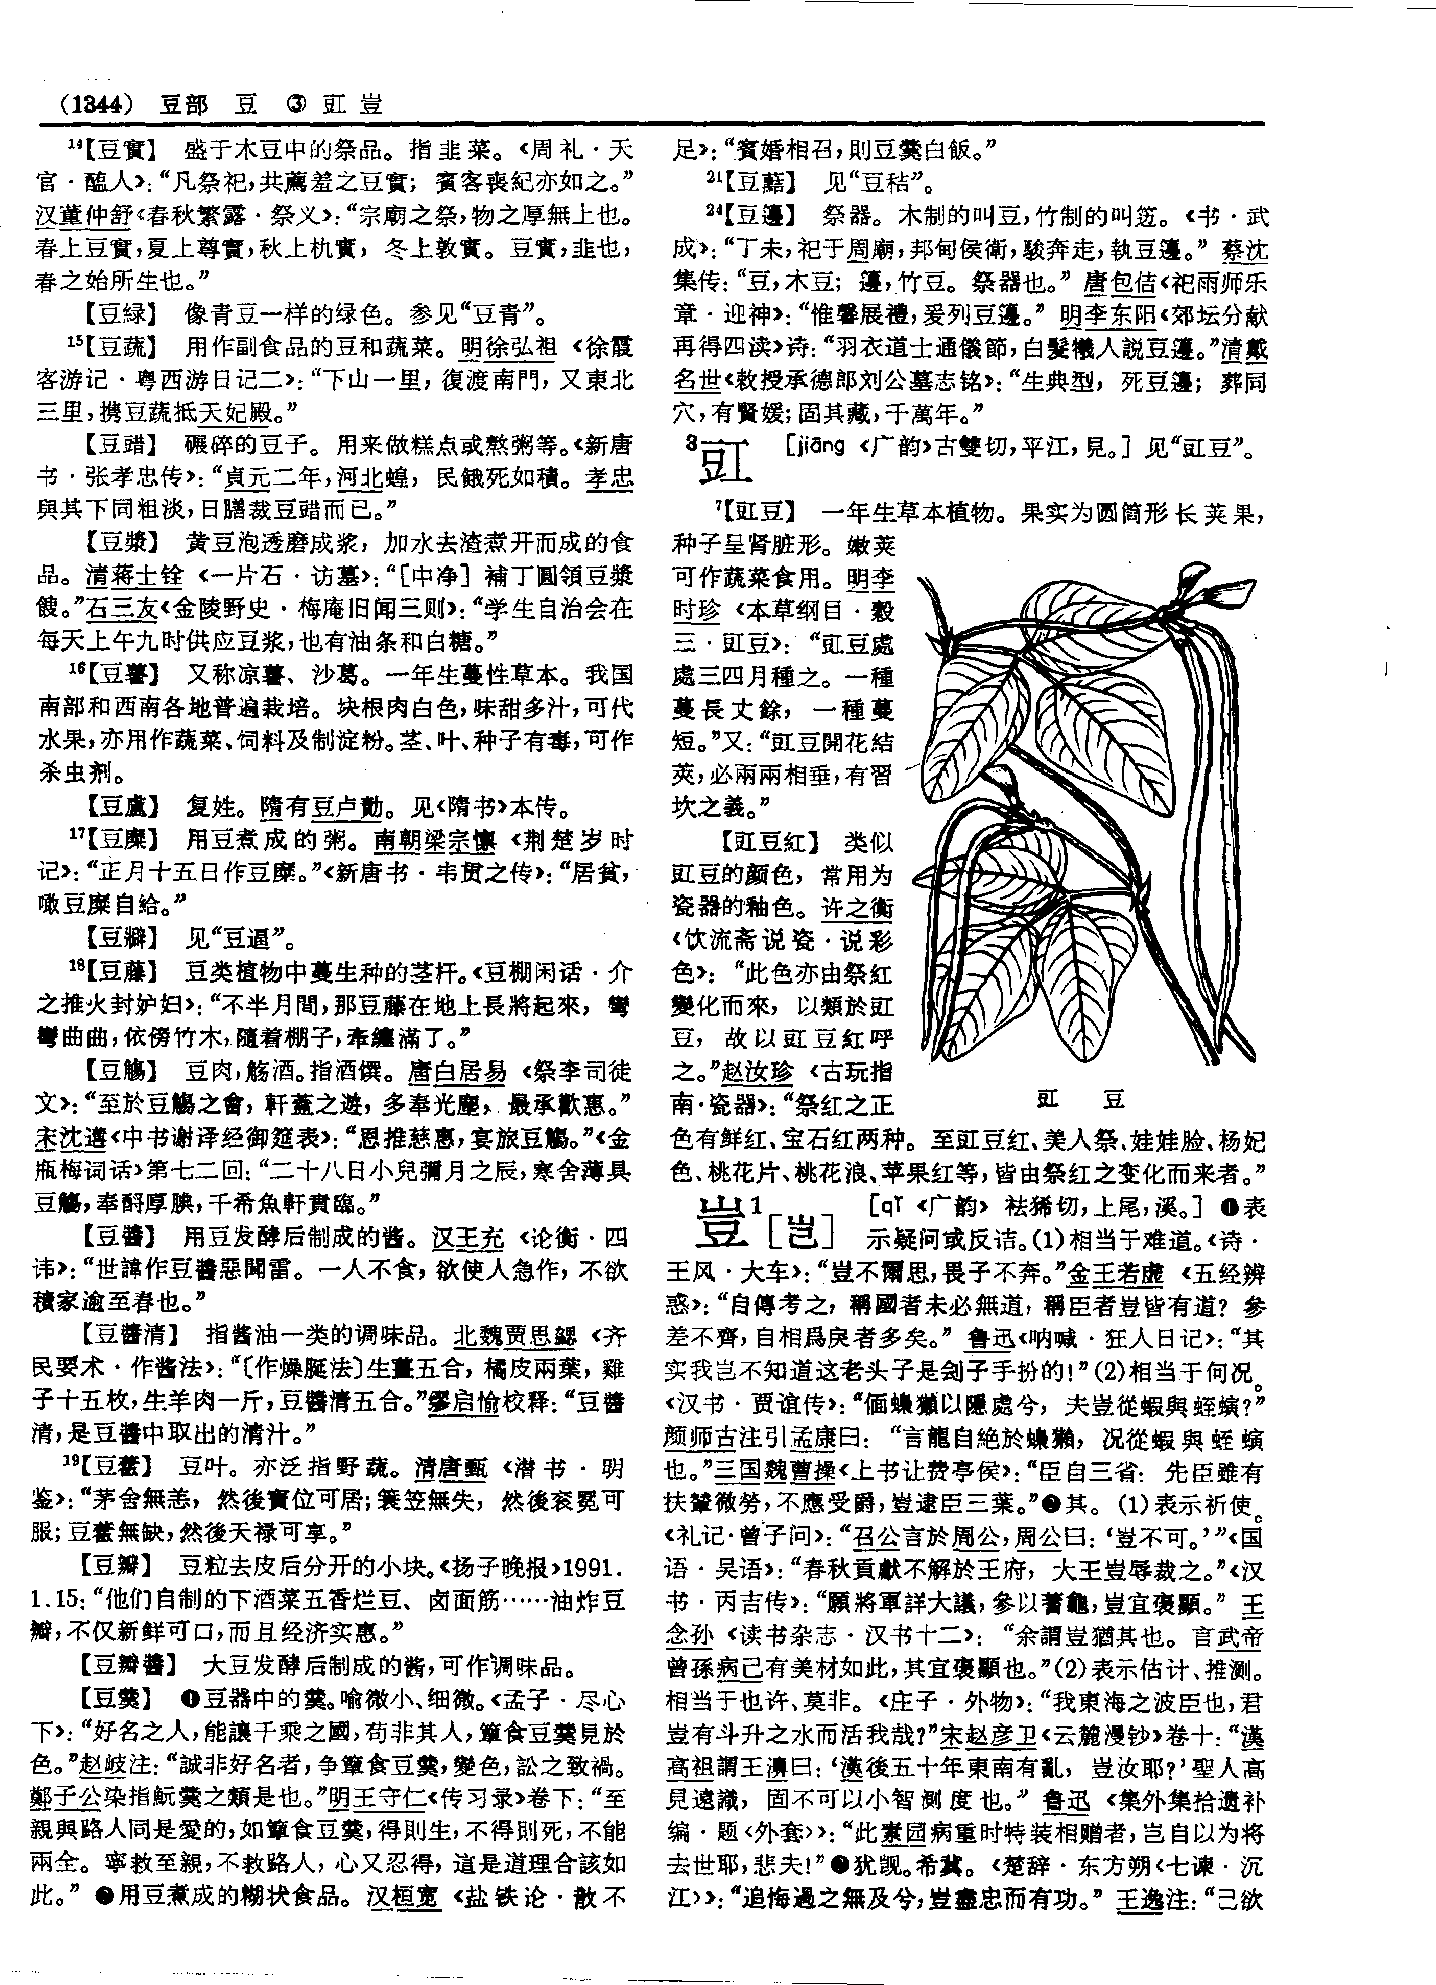 (1344) 豆部 豆 ③ 豇豈
¹⁴【豆實】 盛于木豆中的祭品。指韭菜。《周礼·天
官·醢人》：“凡祭祀，共薦羞之豆實；賓客喪紀亦如之。”
汉董仲舒《春秋繁露·祭义》：“宗廟之祭，物之厚無上也。
春上豆實，夏上尊實，秋上朹實，冬上敦實。豆實，韭也，
春之始所生也。”
【豆緑】 像青豆一样的绿色。参见“豆青”。
¹⁵【豆蔬】 用作副食品的豆和蔬菜。明徐弘祖《徐霞
客游记·粤西游日记二》：“下山一里，復渡南門，又東北
三里，携豆蔬抵天妃殿。”
【豆䜺】 碾碎的豆子。用来做糕点或熬粥等。《新唐
书·张孝忠传》：“貞元二年，河北蝗，民餓死如積。孝忠
與其下同粗淡，日膳裁豆䜺而已。”
【豆漿】 黄豆泡透磨成浆，加水去渣煮开而成的食
品。清蒋士铨《一片石·访墓》：“［中净］補丁圓領豆漿
餿。”石三友《金陵野史·梅庵旧闻三则》：“学生自治会在
每天上午九时供应豆浆，也有油条和白糖。”
¹⁶【豆薯】 又称凉薯、沙葛。一年生蔓性草本。我国
南部和西南各地普遍栽培。块根肉白色，味甜多汁，可代
水果，亦用作蔬菜、饲料及制淀粉。茎、叶、种子有毒，可作
杀虫剂。
【豆盧】 复姓。隋有豆卢勣。见《隋书》本传。
¹⁷【豆糜】 用豆煮成的粥。南朝梁宗懔《荆楚岁时
记》：“正月十五日作豆糜。”《新唐书·韦贯之传》：“居貧，
噉豆糜自給。”
【豆糪】 见“豆逼”。
¹⁸【豆藤】 豆类植物中蔓生种的茎杆。《豆棚闲话·介
之推火封妒妇》：“不半月間，那豆藤在地上長將起來，彎
彎曲曲，依傍竹木，隨着棚子，牽纏滿了。”
【豆觴】 豆肉，觞酒。指酒馔。唐白居易《祭李司徒
文》：“至於豆觴之會，軒蓋之遊，多奉光塵，最承歡惠。”
宋沈遘《中书谢译经御筵表》：“恩推慈惠，宴旅豆觴。”《金
瓶梅词话》第七二回：“二十八日小兒彌月之辰，寒舍薄具
豆觴，奉酹厚腆，千希魚軒賁臨。”
【豆醬】 用豆发酵后制成的酱。汉王充《论衡·四
讳》：“世諱作豆醬惡聞雷。一人不食，欲使人急作，不欲
積家逾至春也。”
【豆醬清】 指酱油一类的调味品。北魏贾思勰《齐
民要术·作酱法》：“〔作燥脡法〕生薑五合，橘皮兩葉，雞
子十五枚，生羊肉一斤，豆醬清五合。”缪启愉校释：“豆醬
清，是豆醬中取出的清汁。”
¹⁹【豆藿】 豆叶。亦泛指野蔬。清唐甄《潜书·明
鉴》：“茅舍無恙，然後寶位可居；蓑笠無失，然後衮冕可
服；豆藿無缺，然後天禄可享。”
【豆瓣】 豆粒去皮后分开的小块。《扬子晚报》1991.
1.15：“他们自制的下酒菜五香烂豆、卤面筋……油炸豆
瓣，不仅新鲜可口，而且经济实惠。”
【豆瓣醬】 大豆发酵后制成的酱，可作调味品。
【豆羹】 ❶豆器中的羹。喻微小、细微。《孟子·尽心
下》：“好名之人，能讓千乘之國，苟非其人，簞食豆羹見於
色。”赵岐注：“誠非好名者，争簞食豆羹，變色，訟之致禍。
鄭子公染指黿羹之類是也。”明王守仁《传习录》卷下：“至
親與路人同是愛的，如簞食豆羹，得則生，不得則死，不能
兩全。寧救至親，不救路人，心又忍得，這是道理合該如
此。”❷用豆煮成的糊状食品。汉桓宽《盐铁论·散不
足》：“賓婚相召，則豆羹白飯。”
²¹【豆䕸】 见“豆秸”。
²⁴【豆籩】 祭器。木制的叫豆，竹制的叫笾。《书·武
成》：“丁未，祀于周廟，邦甸侯衛，駿奔走，執豆籩。”蔡沈
集传：“豆，木豆；籩，竹豆。祭器也。”唐包佶《祀雨师乐
章·迎神》：“惟馨展禮，爰列豆籩。”明李东阳《郊坛分献
再得四渎》诗：“羽衣道士通儀節，白髮犧人説豆籩。”清戴
名世《教授承德郎刘公墓志铭》：“生典型，死豆籩；葬同
穴，有賢媛；固其藏，于萬年。”
³豇 ［jiāng 《广韵》古雙切，平江，見。］见“豇豆”。
⁷【豇豆】 一年生草本植物。果实为圆筒形长荚果，
种子呈肾脏形。嫩荚
可作蔬菜食用。明李
时珍《本草纲目·穀
三·豇豆》：“豇豆處
處三四月種之。一種
蔓長丈餘，一種蔓
短。”又：“豇豆開花結
莢，必兩兩相垂，有習
坎之義。”
【豇豆紅】 类似
豇豆的颜色，常用为
瓷器的釉色。许之衡
《饮流斋说瓷·说彩
色》：“此色亦由祭紅
變化而來，以類於豇
豆，故以豇豆紅呼
之。”赵汝珍《古玩指
南·瓷器》：“祭红之正
豇 豆
色有鲜红、宝石红两种。至豇豆红、美人祭、娃娃脸、杨妃
色、桃花片、桃花浪、苹果红等，皆由祭红之变化而来者。”
豈¹［岂］ ［qǐ 《广韵》袪狶切，上尾，溪。］❶表
示疑问或反诘。(1)相当于难道。《诗·
王风·大车》：“豈不爾思，畏子不奔。”金王若虚《五经辨
惑》：“自傳考之，稱國者未必無道，稱臣者豈皆有道？參
差不齊，自相爲戾者多矣。”鲁迅《呐喊·狂人日记》：“其
实我岂不知道这老头子是刽子手扮的！”(2)相当于何况。
《汉书·贾谊传》：“偭蟂獺以隱處兮，夫豈從蝦與蛭螾？”
颜师古注引孟康曰：“言龍自絶於蟂獺，况從蝦與蛭螾
也。”三国魏曹操《上书让费亭侯》：“臣自三省：先臣雖有
扶輦微勞，不應受爵，豈逮臣三葉。”❷其。(1)表示祈使。
《礼记·曾子问》：“召公言於周公，周公曰：‘豈不可。’”《国
语·吴语》：“春秋貢獻不解於王府，大王豈辱裁之。”《汉
书·丙吉传》：“願將軍詳大議，參以蓍龜，豈宜褒顯。”王
念孙《读书杂志·汉书十二》：“余謂豈猶其也。言武帝
曾孫病已有美材如此，其宜褒顯也。”(2)表示估计、推测。
相当于也许、莫非。《庄子·外物》：“我東海之波臣也，君
豈有斗升之水而活我哉？”宋赵彦卫《云麓漫钞》卷十：“漢
高祖謂王濞曰：‘漢後五十年東南有亂，豈汝耶？’聖人高
見遠識，固不可以小智測度也。”鲁迅《集外集拾遗补
编·题〈外套〉》：“此素园病重时特装相赠者，岂自以为将
去世耶，悲夫！”❸犹觊。希冀。《楚辞·东方朔〈七谏·沉
江〉》：“追悔過之無及兮，豈盡忠而有功。”王逸注：“己欲